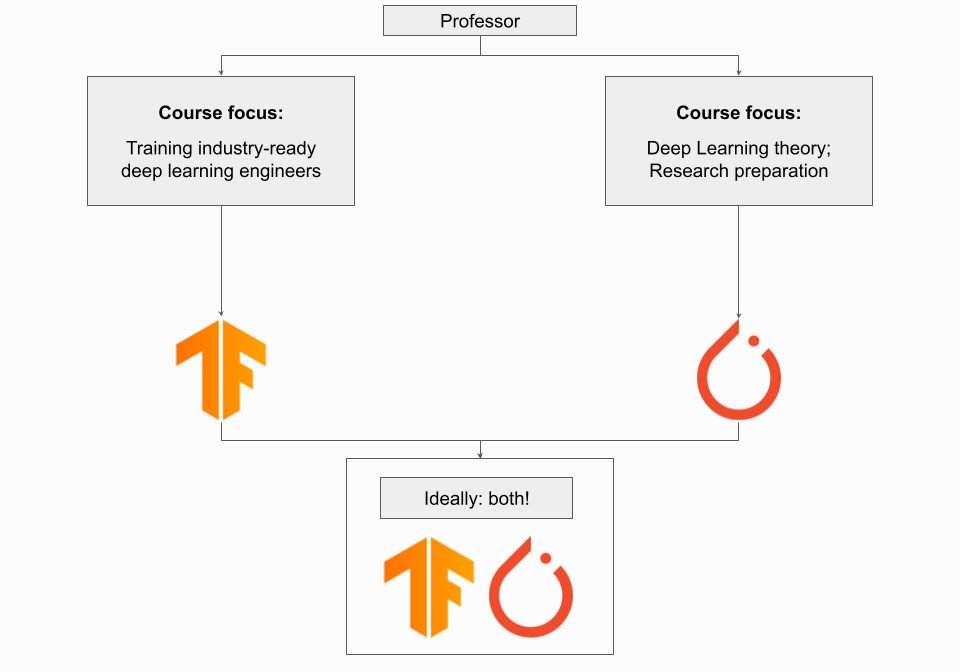 Professor
Course focus:
Training industry-ready
deep learning engineers
Course focus:
Deep Learning theory;
Research preparation
Ideally: both!